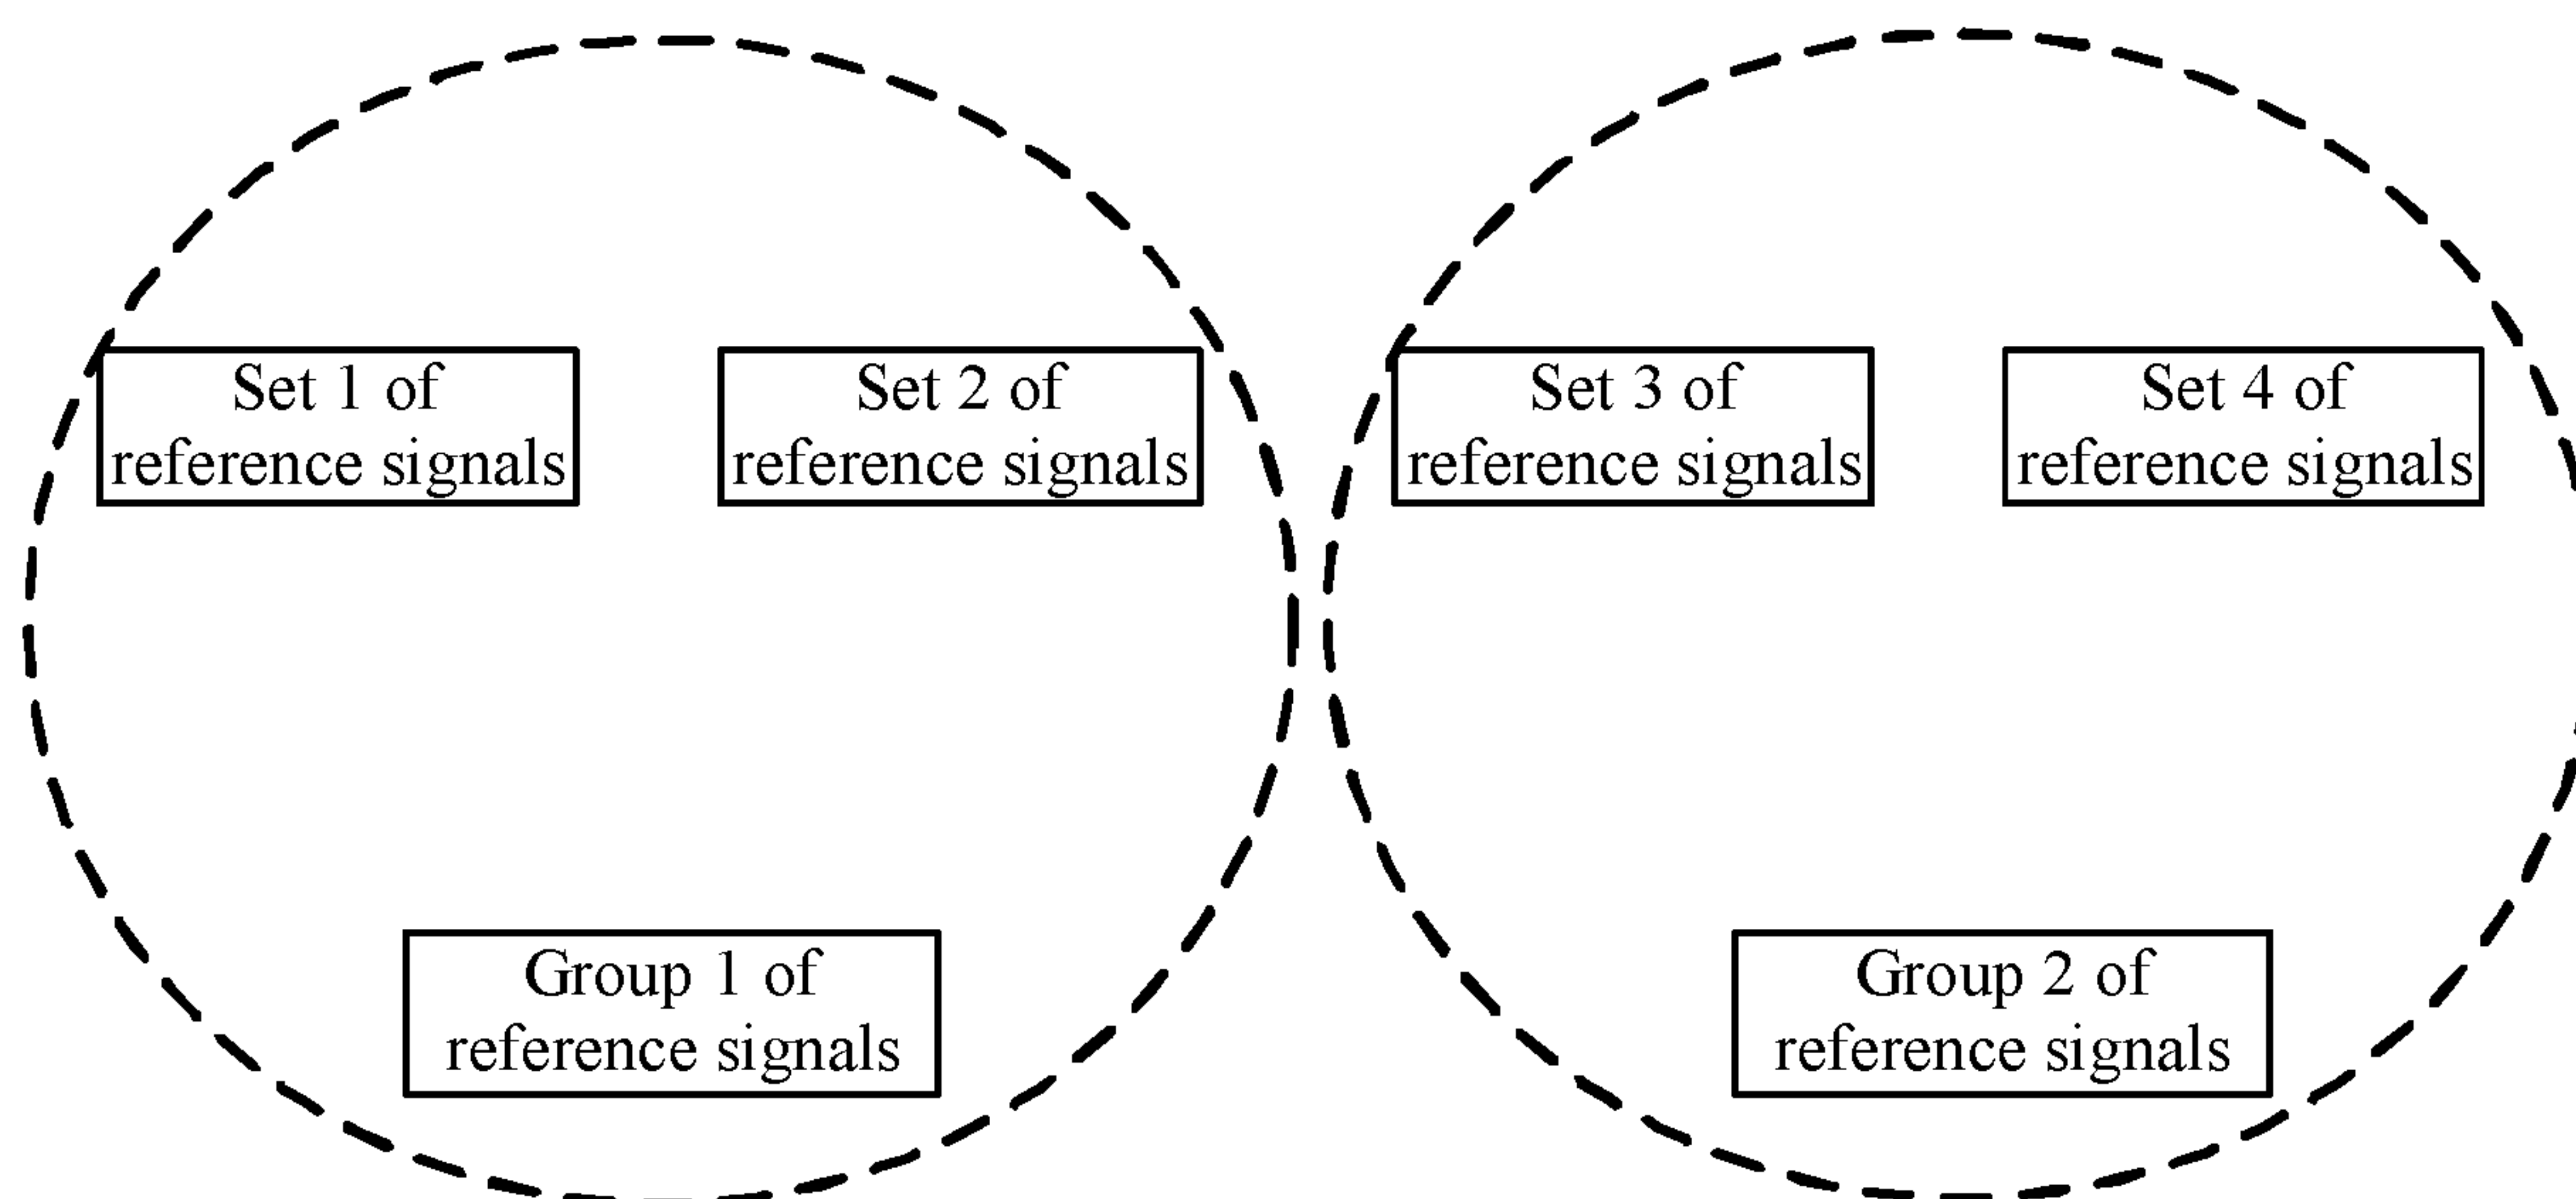 Set 1 of
reference signals
Set 2 of
reference signals
Set 3 of
reference signals
Set 4 of
reference signals
Group 1 of
reference signals
Group 2 of
reference signals